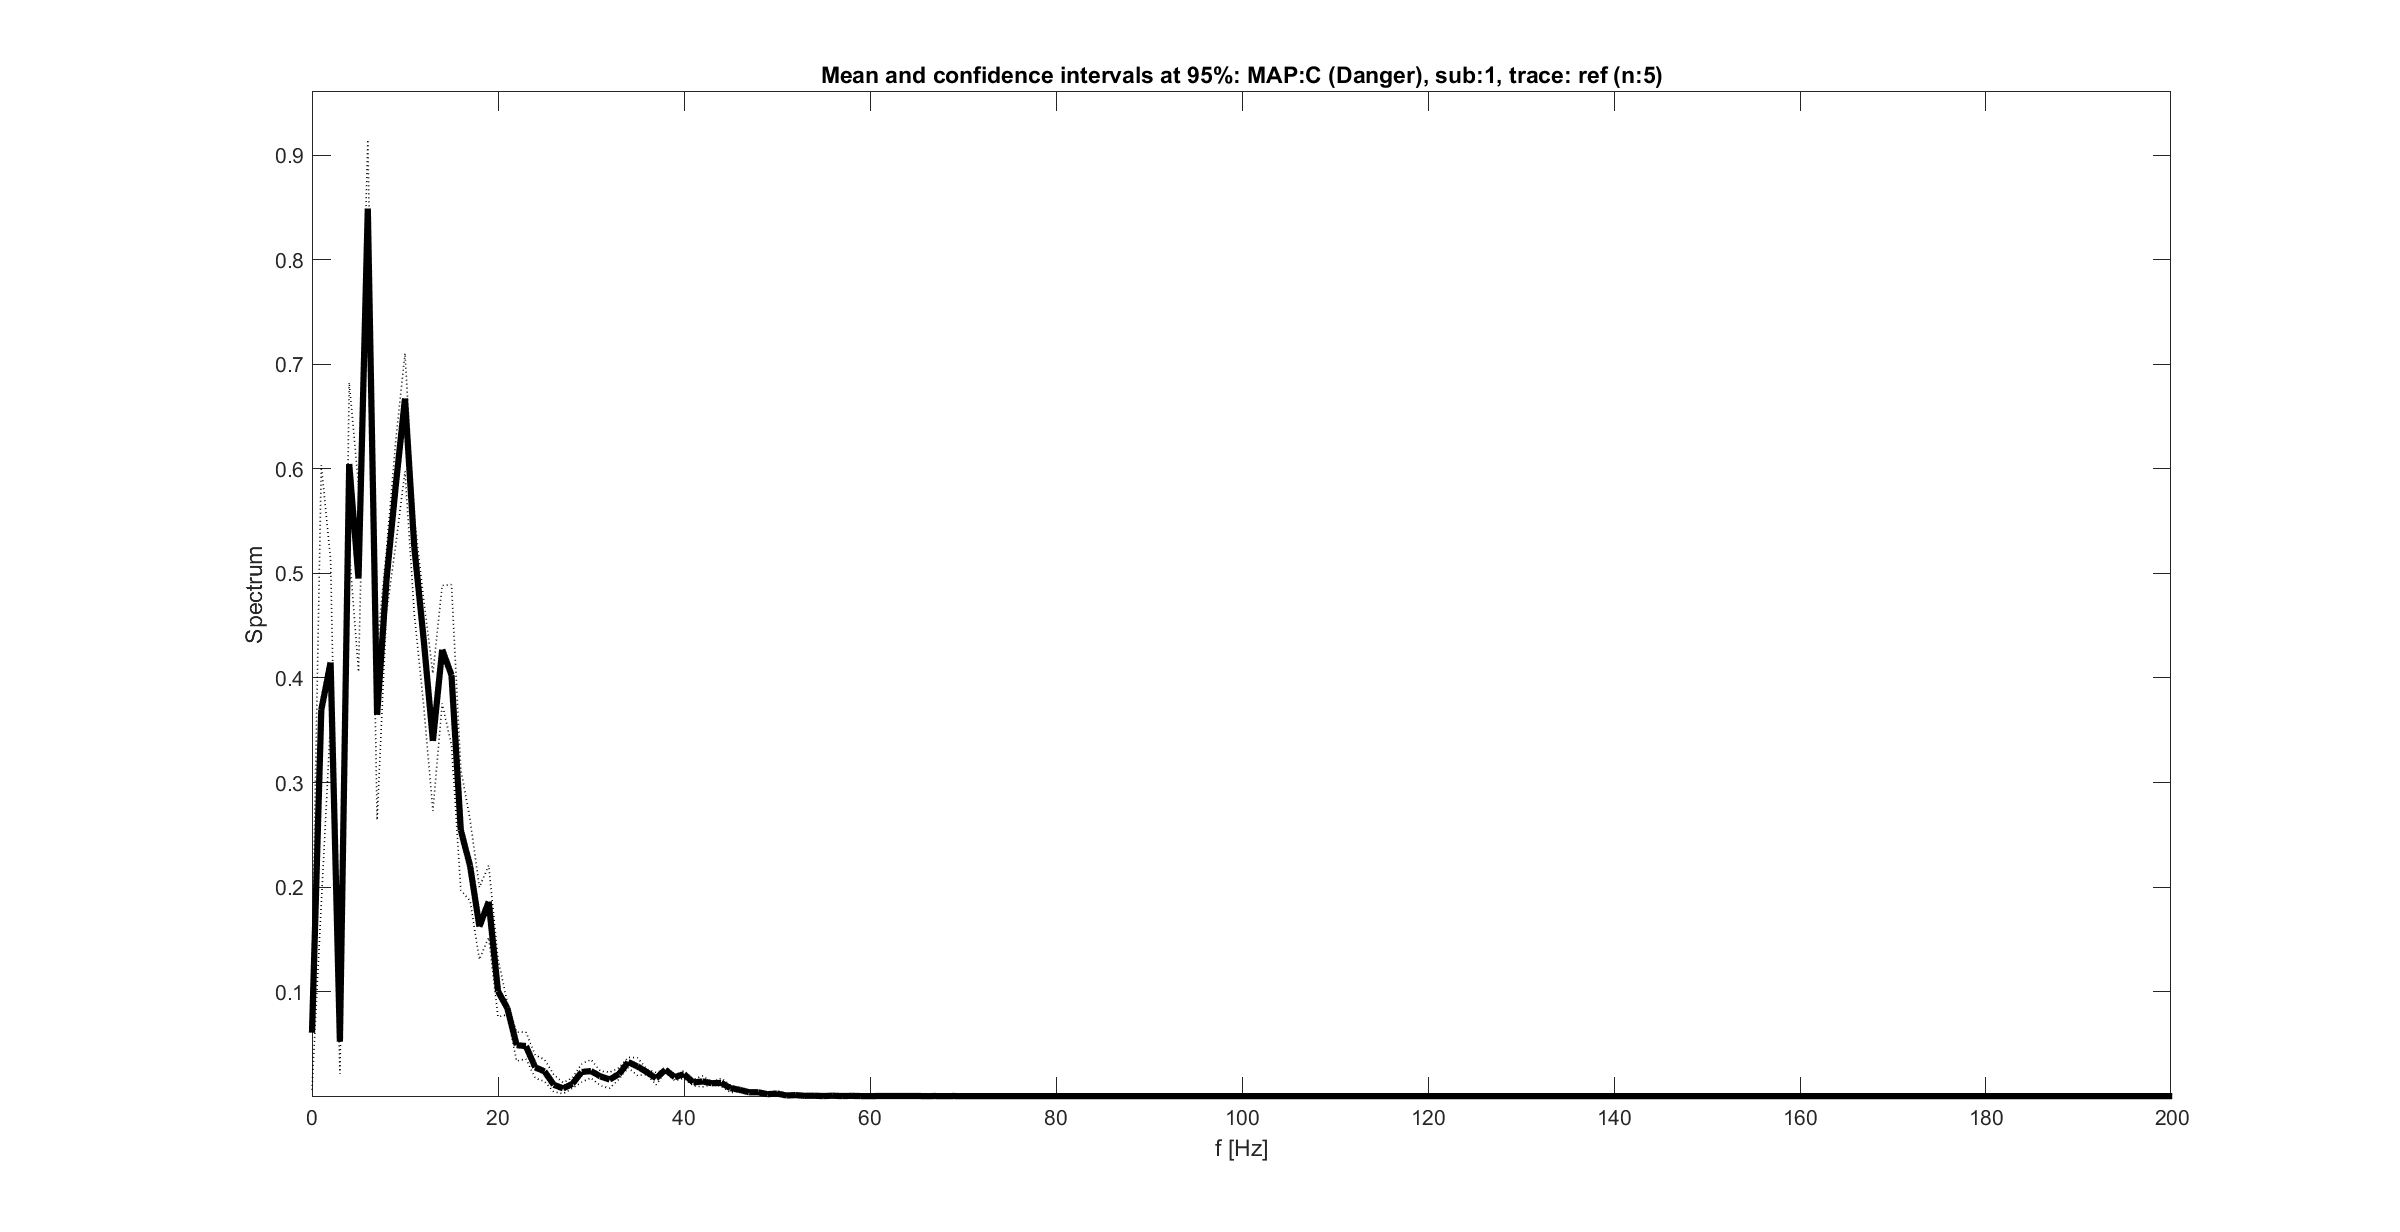 Mean and confidence intervals at 95%: MAP:C (Danger), sub:1, trace: ref (n:5)
0.9
0.8
0.7
0.6
0.5
0.4
0.3
0.2
0.1
Spectrum
0 20 40 60 80 100 120 140 160 180 200
f [Hz]